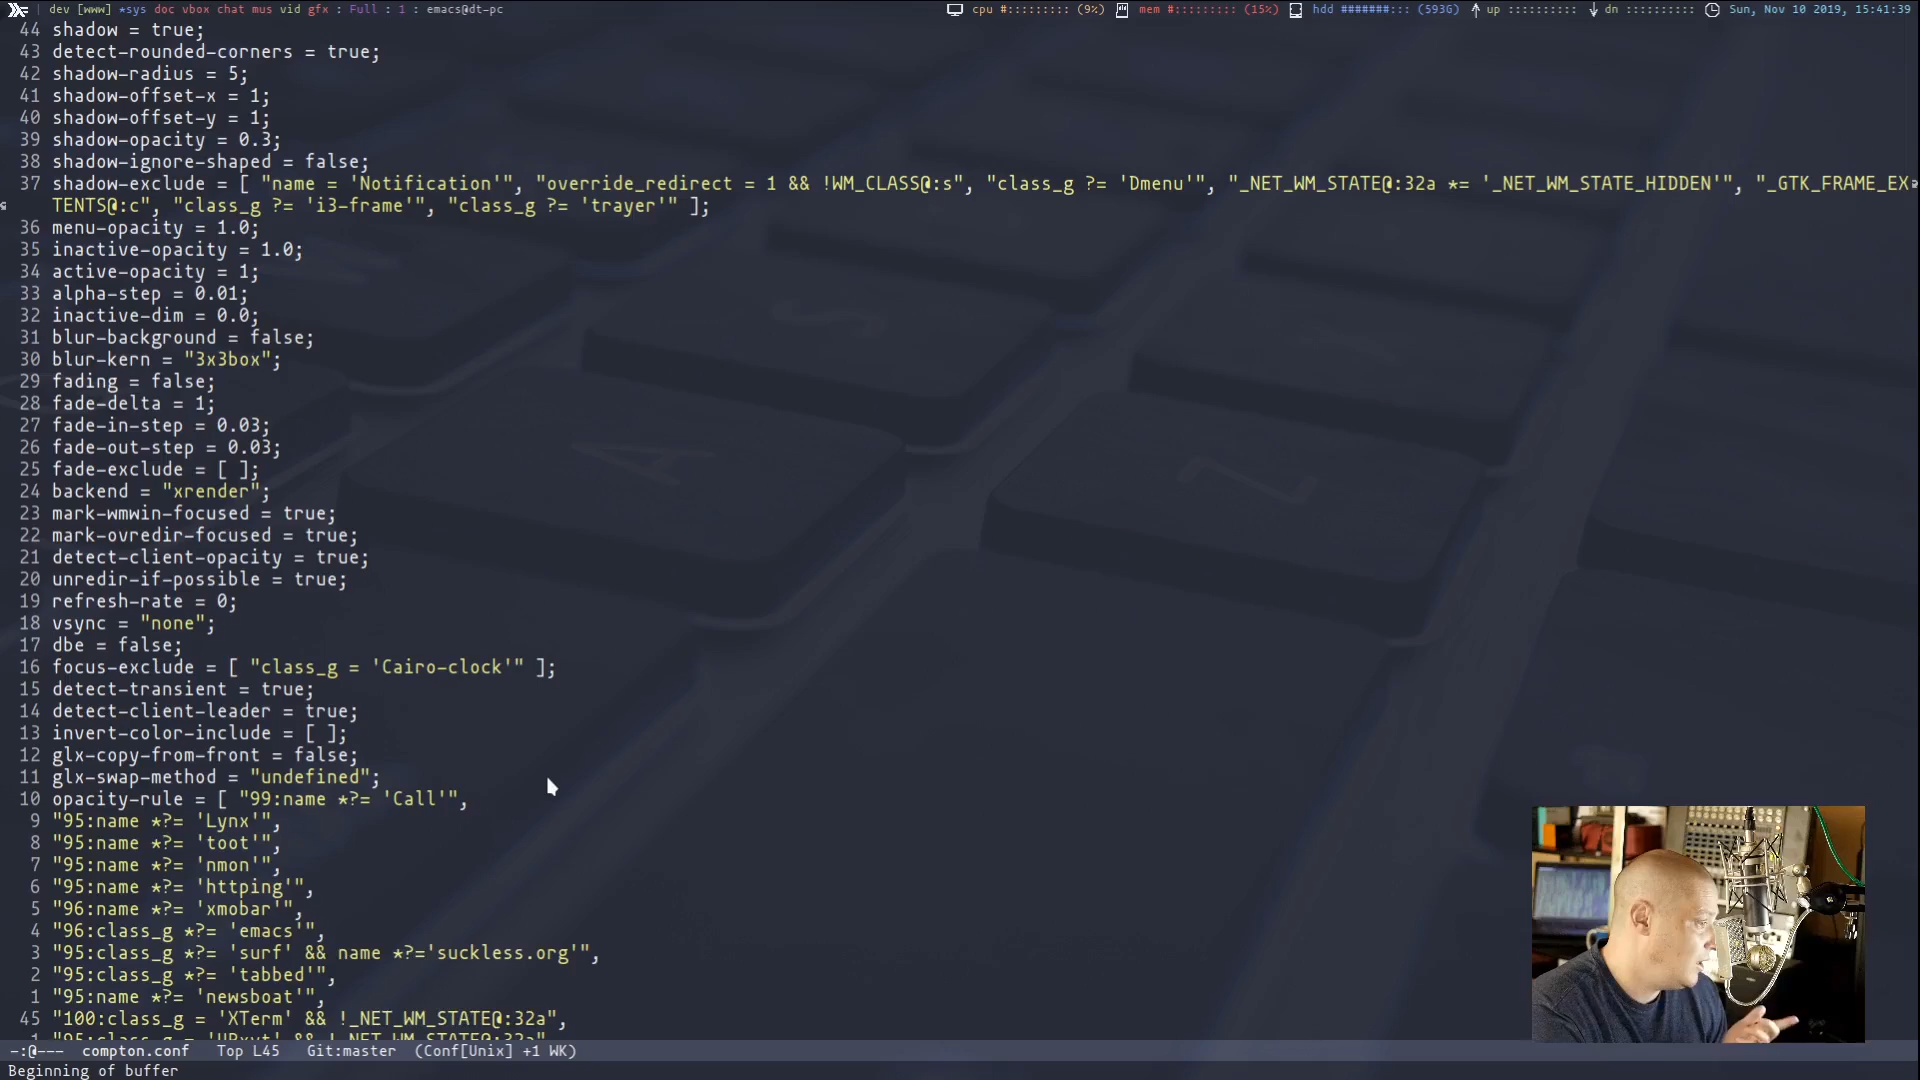 dev [www] *sys doc vbox chat mus vid gfx : Full : 1 : emacs@dt-pc cpu #::::::::: (9%) mem #::::::::: (15%) hdd #######::: (593G) up :::::::::: dn :::::::::: Sun, Nov 10 2019, 15:41:39
44 shadow = true;
43 detect-rounded-corners = true;
42 shadow-radius = 5;
41 shadow-offset-x = 1;
40 shadow-offset-y = 1;
39 shadow-opacity = 0.3;
38 shadow-ignore-shaped = false;
37 shadow-exclude = [ "name = 'Notification'", "override_redirect = 1 && !WM_CLASS@:s", "class_g ?= 'Dmenu'", "_NET_WM_STATE@:32a *= '_NET_WM_STATE_HIDDEN'", "_GTK_FRAME_EX
TENTS@:c", "class_g ?= 'i3-frame'", "class_g ?= 'trayer'" ];
36 menu-opacity = 1.0;
35 inactive-opacity = 1.0;
34 active-opacity = 1;
33 alpha-step = 0.01;
32 inactive-dim = 0.0;
31 blur-background = false;
30 blur-kern = "3x3box";
29 fading = false;
28 fade-delta = 1;
27 fade-in-step = 0.03;
26 fade-out-step = 0.03;
25 fade-exclude = [ ];
24 backend = "xrender";
23 mark-wmwin-focused = true;
22 mark-ovredir-focused = true;
21 detect-client-opacity = true;
20 unredir-if-possible = true;
19 refresh-rate = 0;
18 vsync = "none";
17 dbe = false;
16 focus-exclude = [ "class_g = 'Cairo-clock'" ];
15 detect-transient = true;
14 detect-client-leader = true;
13 invert-color-include = [ ];
12 glx-copy-from-front = false;
11 glx-swap-method = "undefined";
10 opacity-rule = [ "99:name *?= 'Call'",
9 "95:name *?= 'Lynx'",
8 "95:name *?= 'toot'",
7 "95:name *?= 'nmon'",
6 "95:name *?= 'httping'",
5 "96:name *?= 'xmobar'",
4 "96:class_g *?= 'emacs'",
3 "95:class_g *?= 'surf' && name *?='suckless.org'",
2 "95:class_g *?= 'tabbed'",
1 "95:name *?= 'newsboat'",
45 "100:class_g = 'XTerm' && !_NET_WM_STATE@:32a",
-:@--- compton.conf Top L45 Git:master (Conf[Unix] +1 WK)
Beginning of buffer